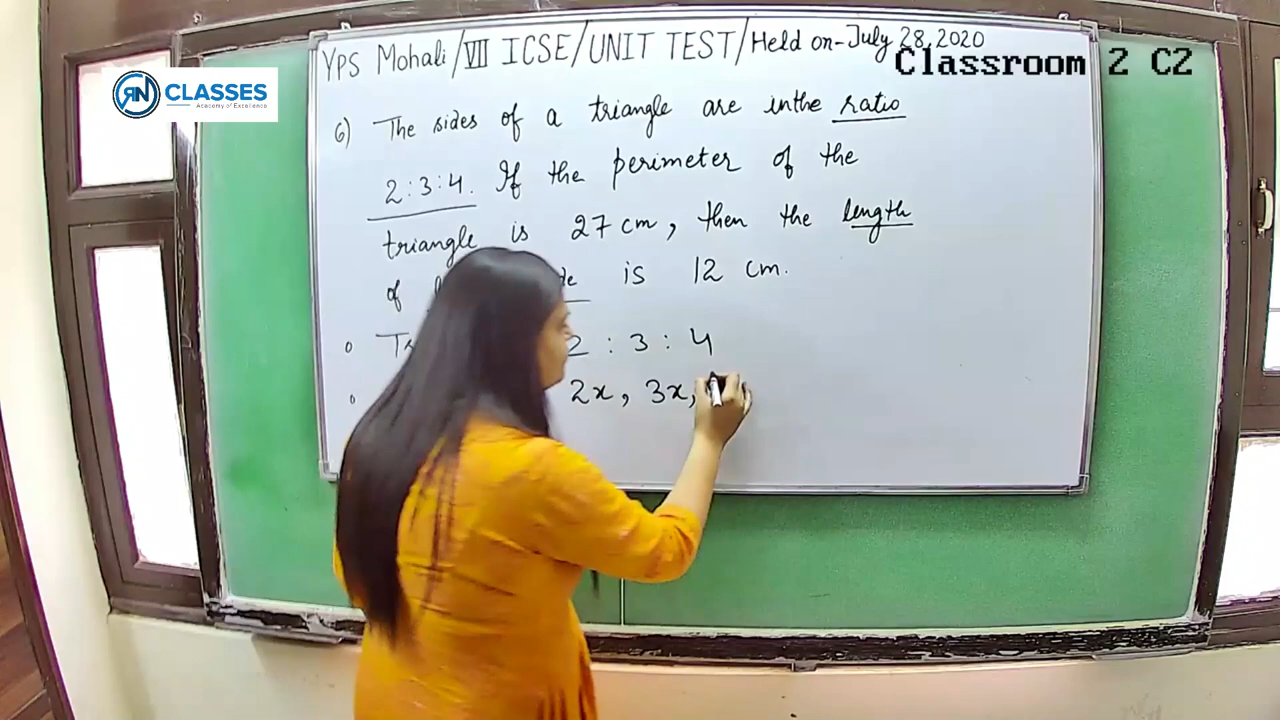 YPS Mohali/VII ICSE/UNIT TEST/Held on-July 28, 2020
Classroom 2 C2
RN CLASSES
Academy of Excellence
6) The sides of a triangle are in the ratio
2:3:4. If the perimeter of the
triangle is 27 cm, then the length
of is 12 cm.
2 : 3 : 4
2x, 3x,